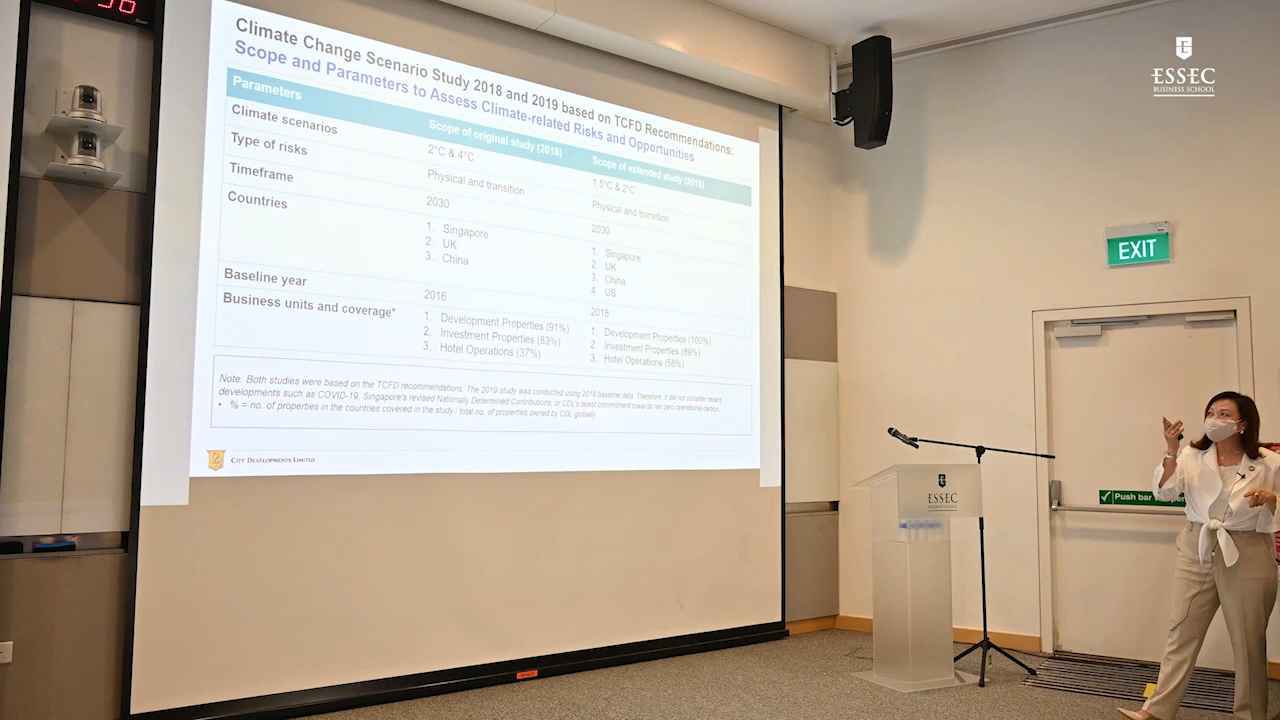 ESSEC
BUSINESS SCHOOL
Climate Change Scenario Study 2018 and 2019 based on TCFD Recommendations:
Scope and Parameters to Assess Climate-related Risks and Opportunities
Parameters
Scope of original study (2018)
Scope of extended study (2019)
Climate scenarios
2°C & 4°C
1.5°C & 2°C
Type of risks
Physical and transition
Physical and transition
Timeframe
2030
2030
Countries
1. Singapore
2. UK
3. China
1. Singapore
2. UK
3. China
4. US
Baseline year
2016
2018
Business units and coverage*
1. Development Properties (91%)
2. Investment Properties (83%)
3. Hotel Operations (37%)
1. Development Properties (100%)
2. Investment Properties (89%)
3. Hotel Operations (58%)
Note: Both studies were based on the TCFD recommendations. The 2019 study was conducted using 2018 baseline data. Therefore, it did not consider recent
developments such as COVID-19, Singapore's revised Nationally Determined Contributions, or CDL's latest commitment towards net zero operational carbon.
• % = no. of properties in the countries covered in the study / total no. of properties owned by CDL globally
CITY DEVELOPMENTS LIMITED
EXIT
ESSEC
BUSINESS SCHOOL
Push bar